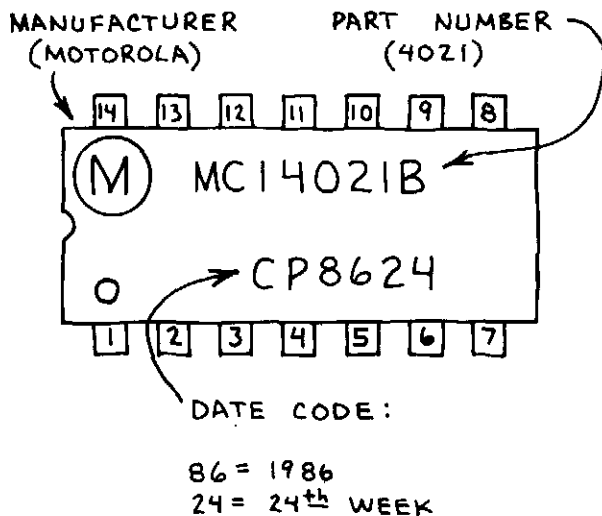 MANUFACTURER
(MOTOROLA)
PART NUMBER
(4021)
14 13 12 11 10 9 8
M MC14021B
CP8624
1 2 3 4 5 6 7
DATE CODE:
86 = 1986
24 = 24th WEEK